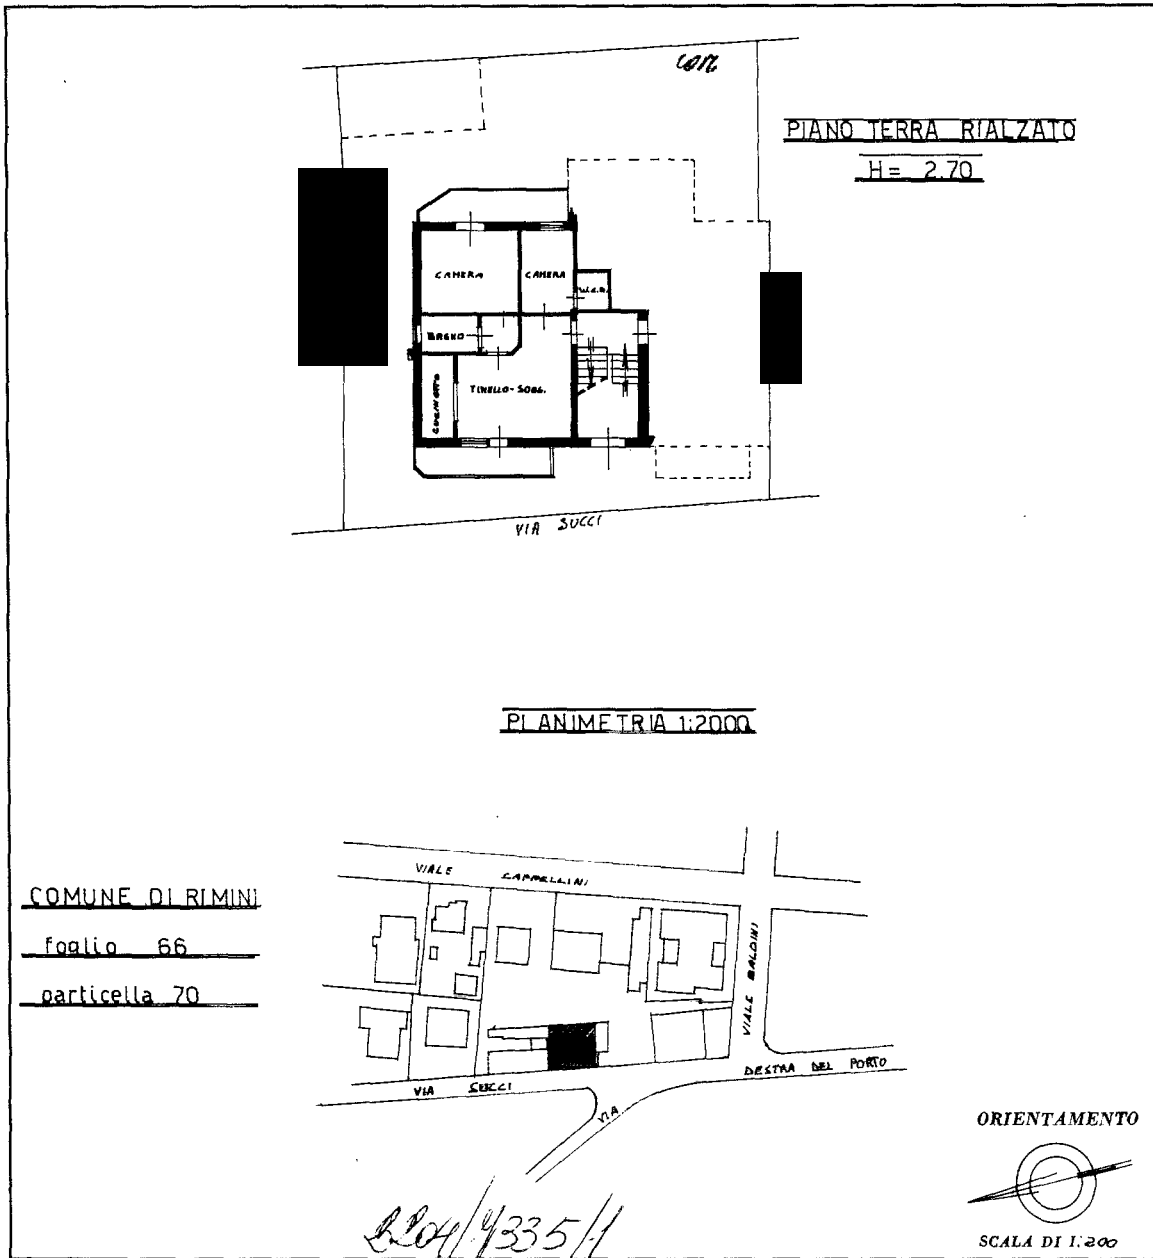 PIANO TERRA RIALZATO
H= 2.70
CAMERA
CAMERA
BAGNO
CUCINOTTO
TINELLO-SOGG.
VIA SUCCI
PLANIMETRIA 1:2000
VIALE CAPPELLINI
COMUNE DI RIMINI
foglio 66
particella 70
VIALE BALDINI
VIA SUCCI
VIA
DESTRA DEL PORTO
ORIENTAMENTO
SCALA DI 1:200